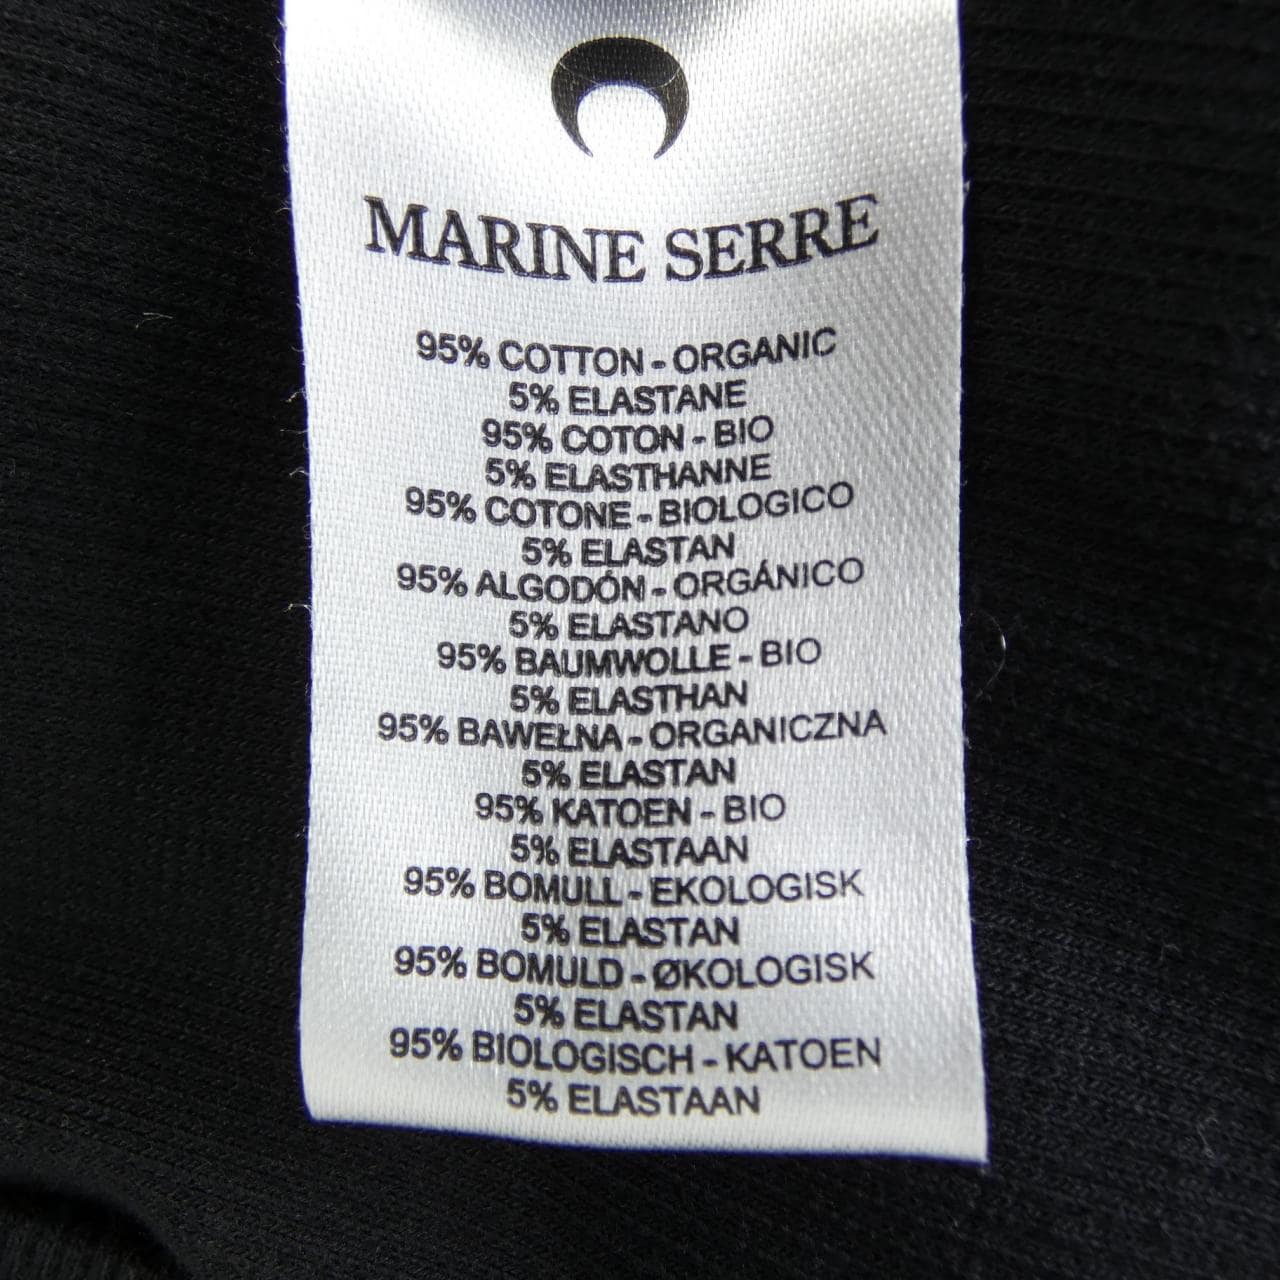 MARINE SERRE
95% COTTON - ORGANIC
5% ELASTANE
95% COTON - BIO
5% ELASTHANNE
95% COTONE - BIOLOGICO
5% ELASTAN
95% ALGODÓN - ORGÁNICO
5% ELASTANO
95% BAUMWOLLE - BIO
5% ELASTHAN
95% BAWEŁNA - ORGANICZNA
5% ELASTAN
95% KATOEN - BIO
5% ELASTAAN
95% BOMULL - EKOLOGISK
5% ELASTAN
95% BOMULD - ØKOLOGISK
5% ELASTAN
95% BIOLOGISCH - KATOEN
5% ELASTAAN